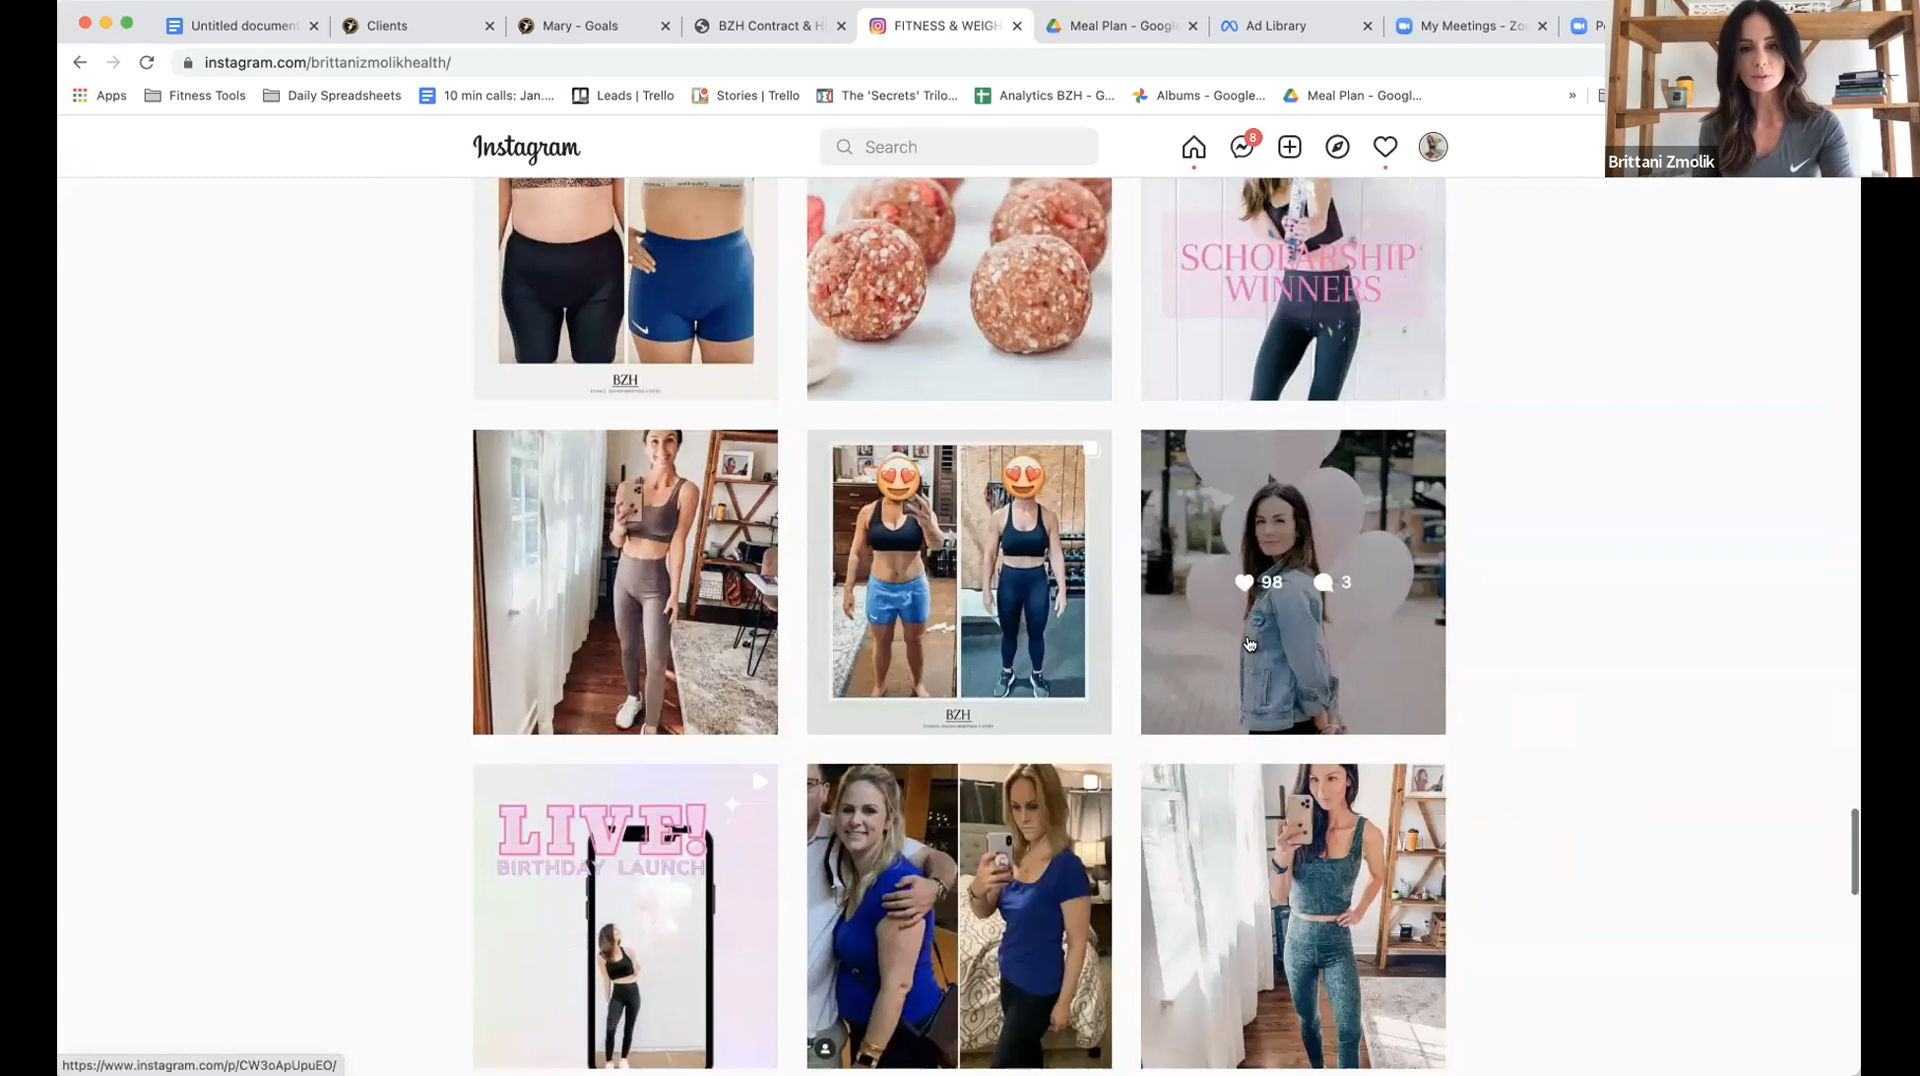 Untitled document
Clients
Mary - Goals
BZH Contract & H
FITNESS & WEIGH
Meal Plan - Google
Ad Library
My Meetings - Zo
instagram.com/brittanizmolikhealth/
Apps
Fitness Tools
Daily Spreadsheets
10 min calls: Jan....
Leads | Trello
Stories | Trello
The 'Secrets' Trilo...
Analytics BZH - G...
Albums - Google...
Meal Plan - Googl...
»
Brittani Zmolik
Instagram
Search
8
SCHOLARSHIP
WINNERS
BZH
98
3
BZH
LIVE!
BIRTHDAY LAUNCH
https://www.instagram.com/p/CW3oApUpuEO/